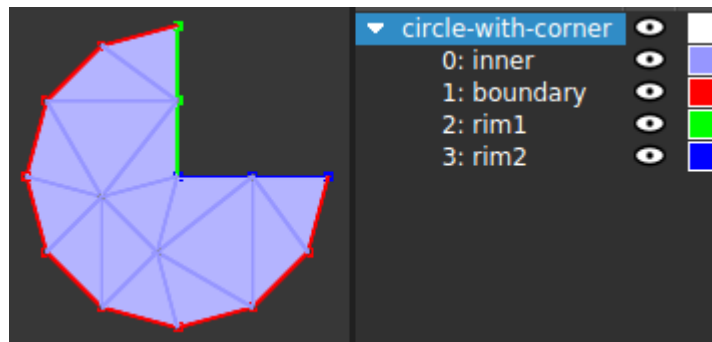 circle-with-corner
0: inner
1: boundary
2: rim1
3: rim2